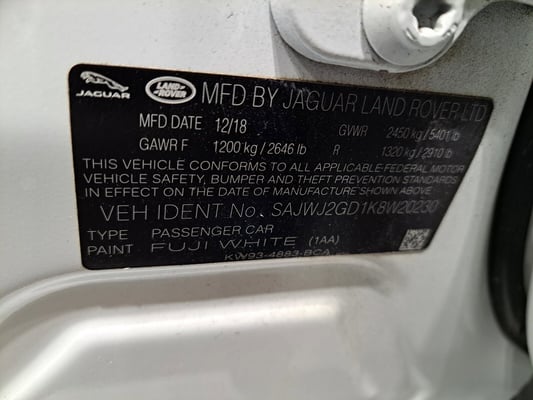 JAGUAR LAND ROVER MFD BY JAGUAR LAND ROVER LTD
MFD DATE 12/18 GVWR 2450 kg / 5401 lb
GAWR F 1200 kg / 2646 lb R 1320 kg / 2910 lb
THIS VEHICLE CONFORMS TO ALL APPLICABLE FEDERAL MOTOR
VEHICLE SAFETY, BUMPER AND THEFT PREVENTION STANDARDS
IN EFFECT ON THE DATE OF MANUFACTURE SHOWN ABOVE.
VEH IDENT No. SAJWJ2GD1K8W20230
TYPE PASSENGER CAR
PAINT FUJI WHITE (1AA)
KW93-4883-BCA